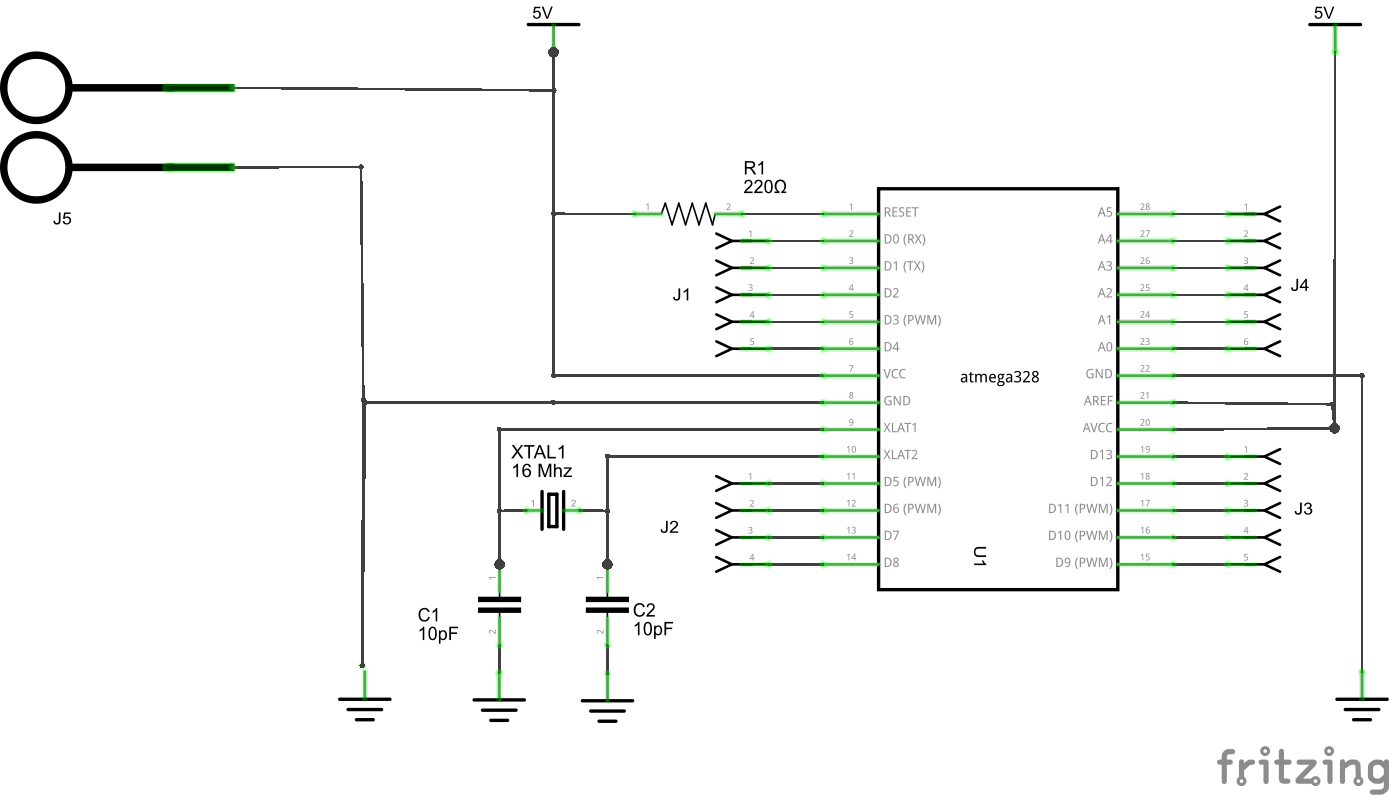 5V
5V
J5
R1
220Ω
1
2
1
RESET
A5
28
1
1
2
D0 (RX)
A4
27
2
2
3
D1 (TX)
A3
26
3
J1
3
4
D2
A2
25
4
J4
4
5
D3 (PWM)
A1
24
5
5
6
D4
A0
23
6
7
VCC
atmega328
GND
22
8
GND
AREF
21
9
XLAT1
AVCC
20
XTAL1
16 Mhz
10
XLAT2
D13
19
1
1
2
1
11
D5 (PWM)
D12
18
2
J2
2
12
D6 (PWM)
D11 (PWM)
17
3
J3
3
13
D7
D10 (PWM)
16
4
4
14
D8
U1
D9 (PWM)
15
5
1
1
C1
10pF
C2
10pF
2
2
fritzing